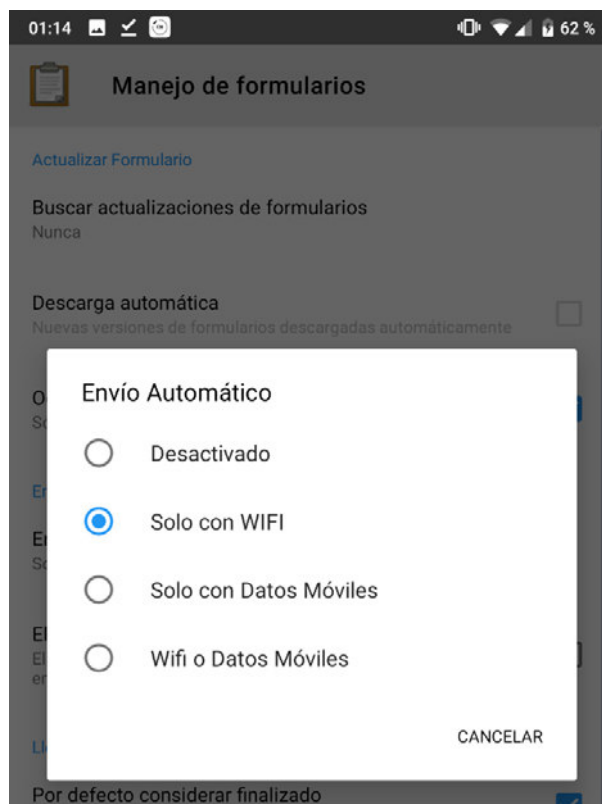 01:14
62 %
Manejo de formularios
Actualizar Formulario
Buscar actualizaciones de formularios
Nunca
Descarga automática
Nuevas versiones de formularios descargadas automáticamente
Envío Automático
Desactivado
Solo con WIFI
Solo con Datos Móviles
Wifi o Datos Móviles
CANCELAR
Por defecto considerar finalizado